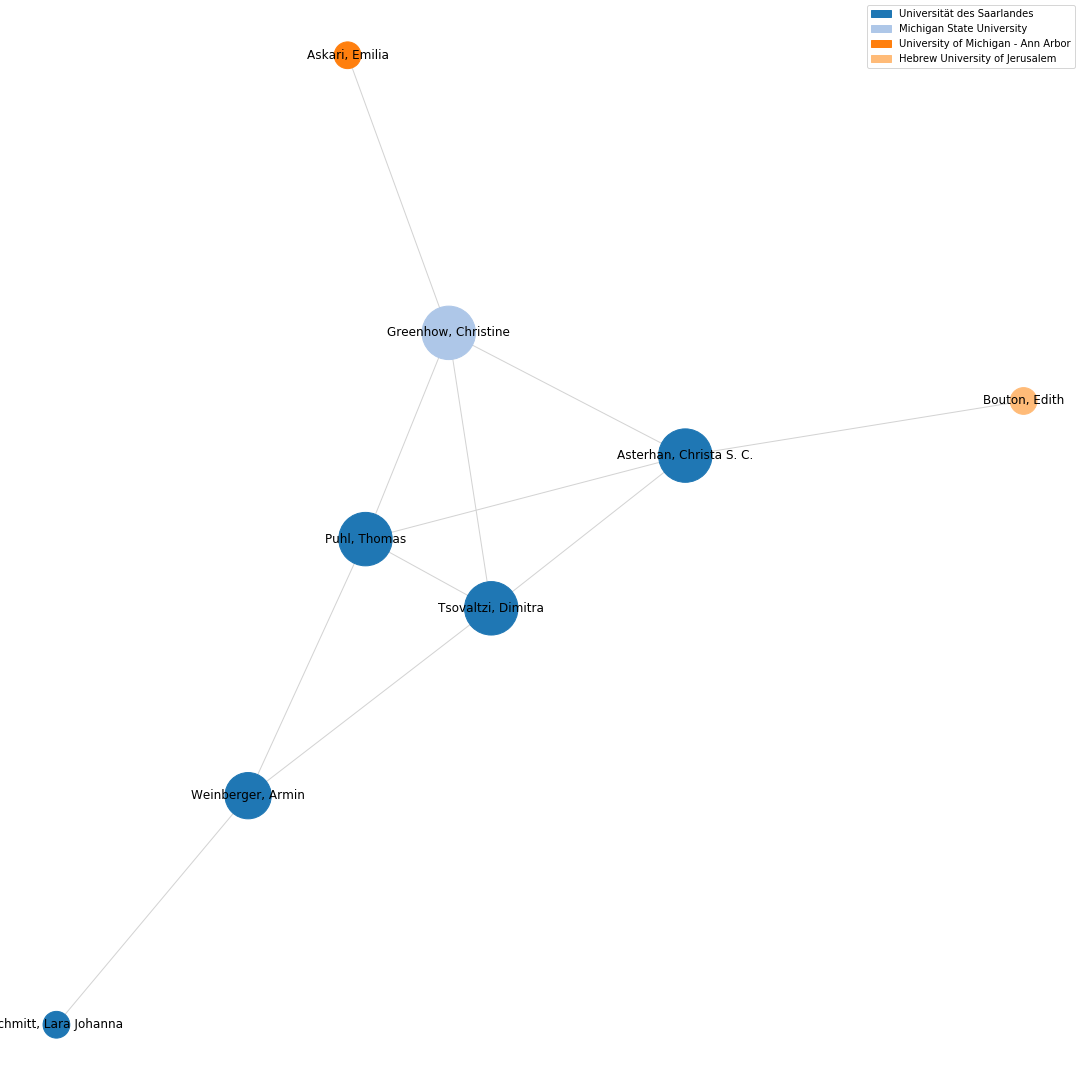 Universität des Saarlandes
Michigan State University
University of Michigan - Ann Arbor
Hebrew University of Jerusalem
Askari, Emilia
Greenhow, Christine
Bouton, Edith
Asterhan, Christa S. C.
Puhl, Thomas
Tsovaltzi, Dimitra
Weinberger, Armin
chmitt, Lara Johanna